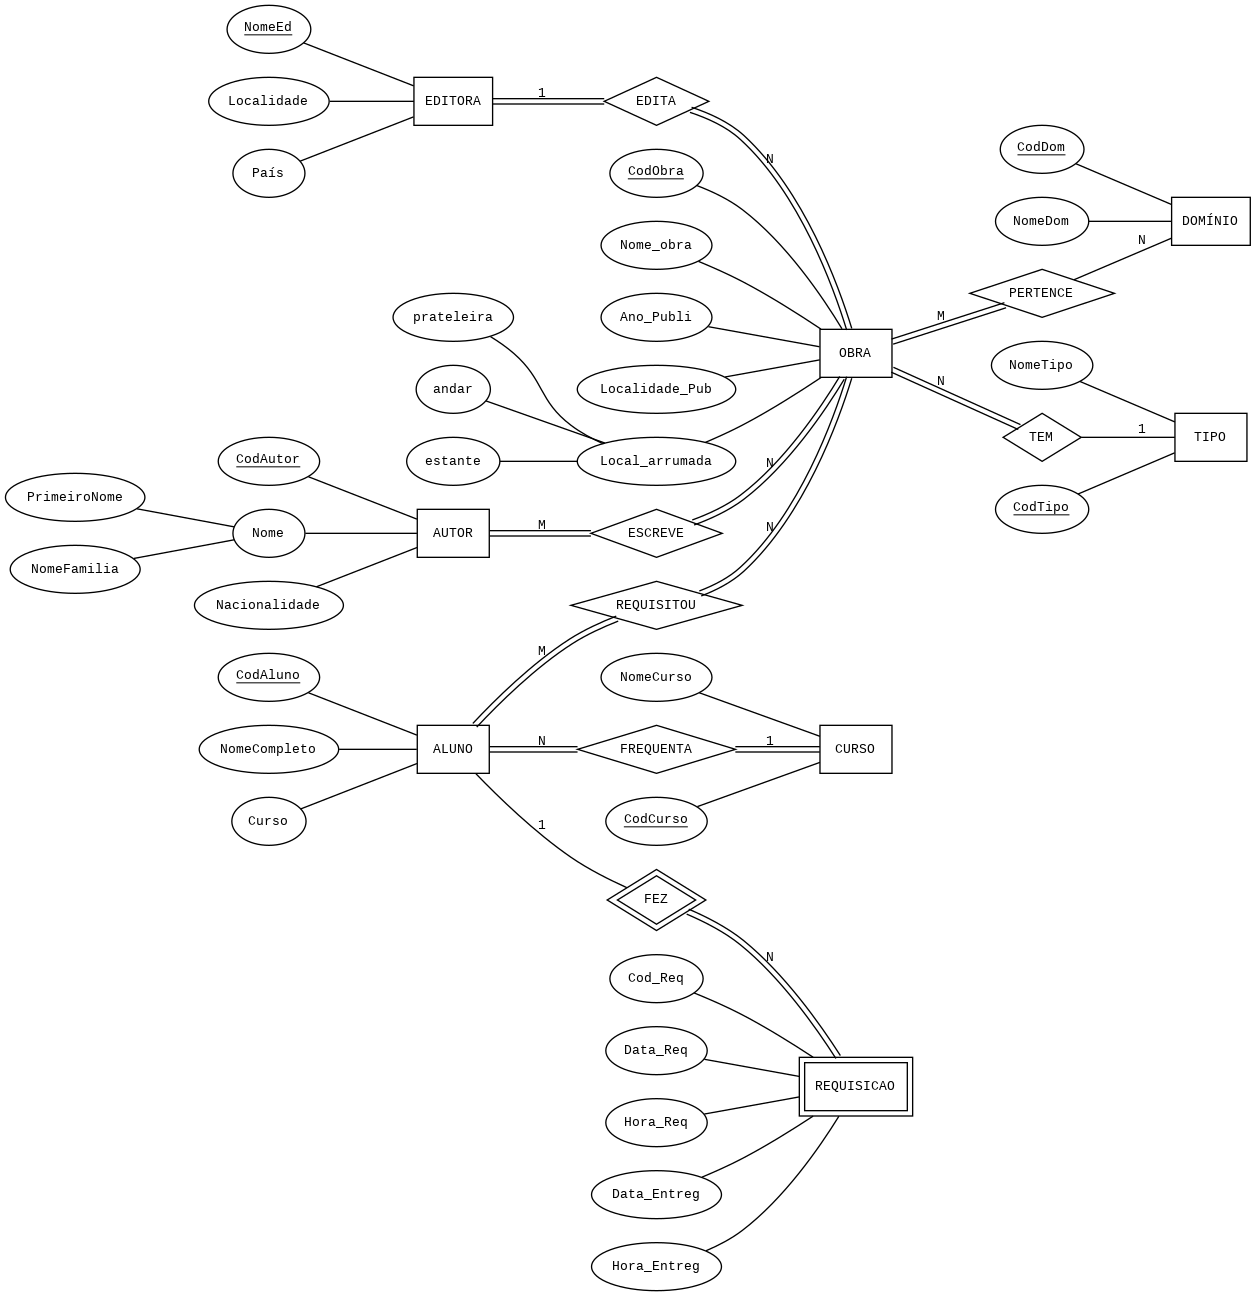 NomeEd
Localidade
País
EDITORA
1
EDITA
N
CodObra
Nome_obra
Ano_Publi
Localidade_Pub
Local_arrumada
prateleira
andar
estante
OBRA
CodDom
NomeDom
DOMÍNIO
N
PERTENCE
M
NomeTipo
N
TEM
1
TIPO
CodTipo
CodAutor
PrimeiroNome
Nome
NomeFamilia
Nacionalidade
AUTOR
M
ESCREVE
N
REQUISITOU
N
M
CodAluno
NomeCompleto
Curso
ALUNO
N
FREQUENTA
1
NomeCurso
CURSO
CodCurso
1
FEZ
N
Cod_Req
Data_Req
Hora_Req
Data_Entreg
Hora_Entreg
REQUISICAO